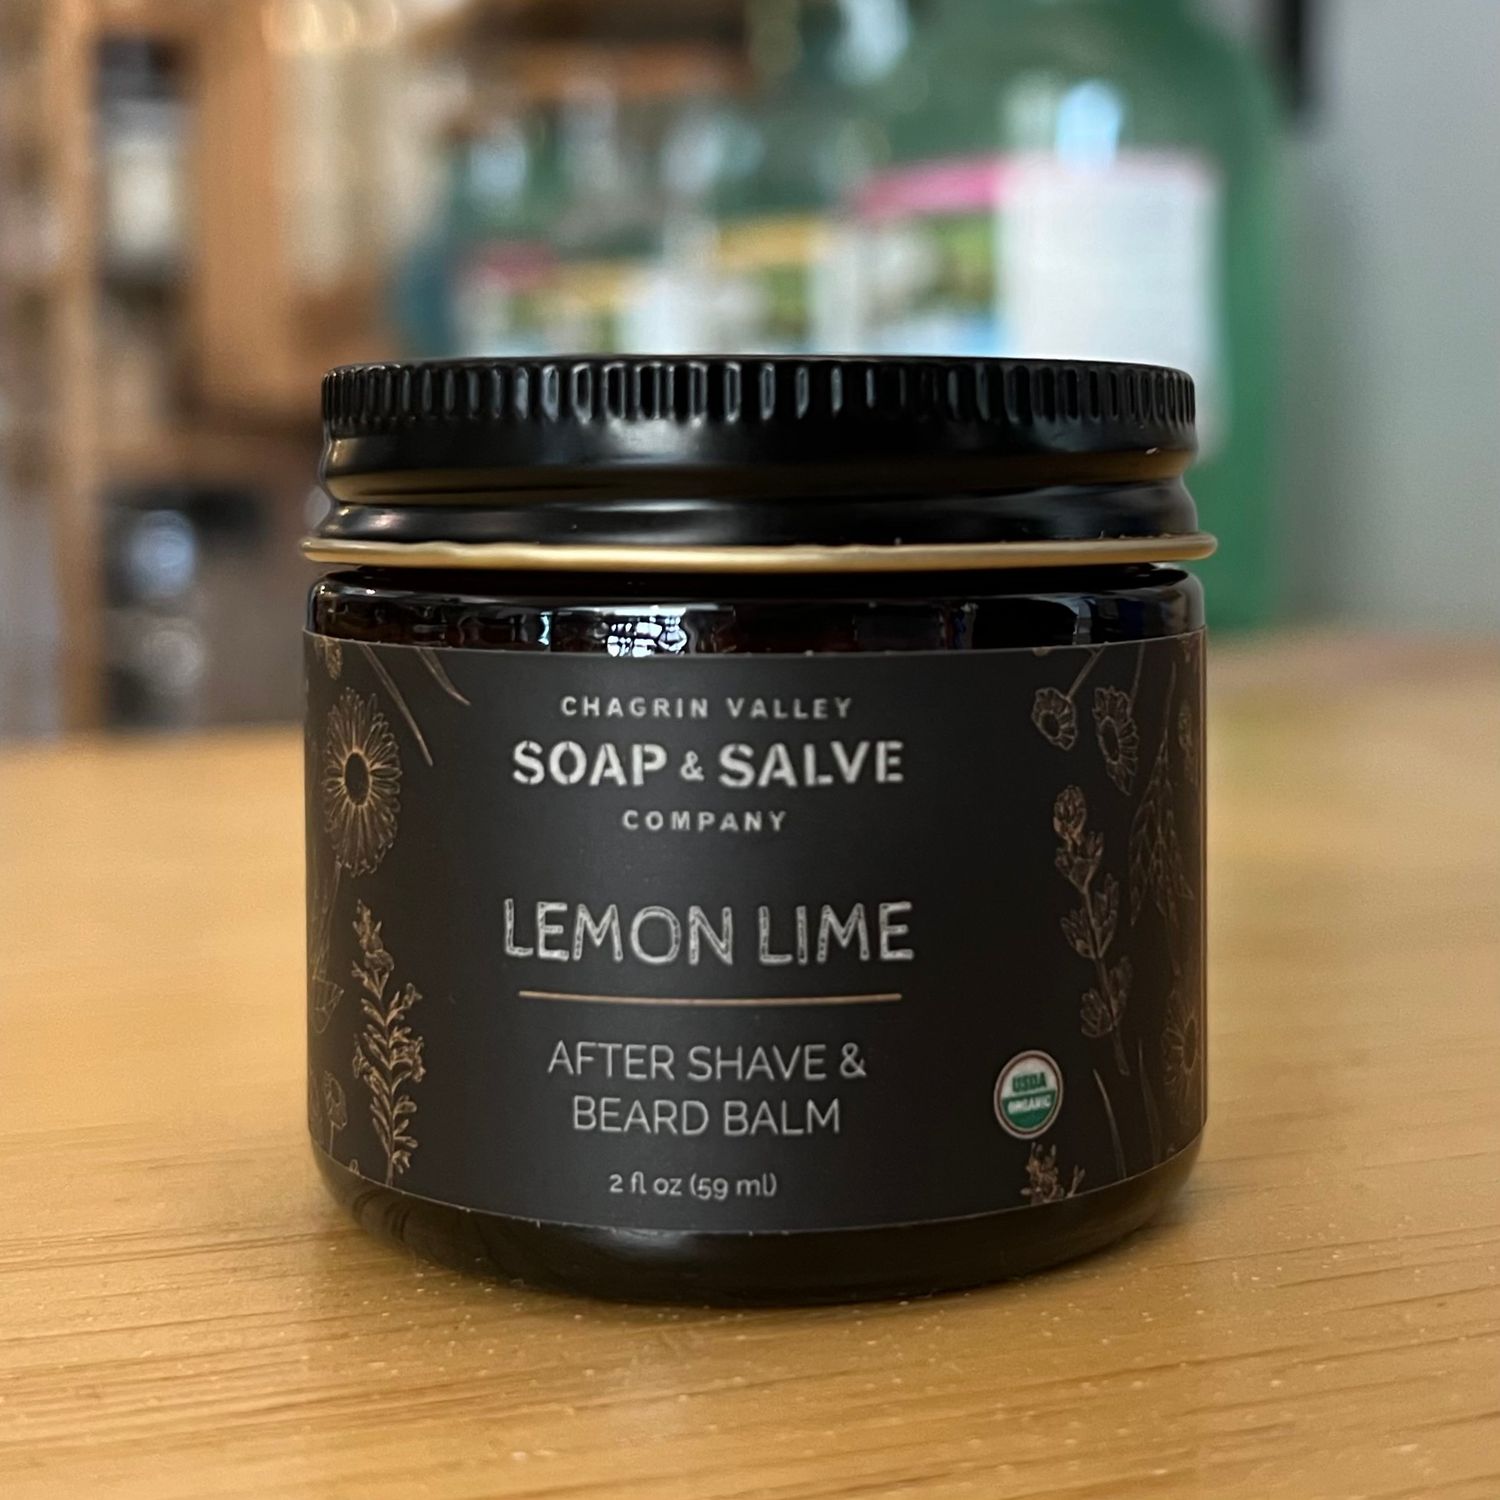 CHAGRIN VALLEY
SOAP & SALVE
COMPANY
LEMON LIME
AFTER SHAVE &
BEARD BALM
USDA
ORGANIC
2 fl oz (59 ml)